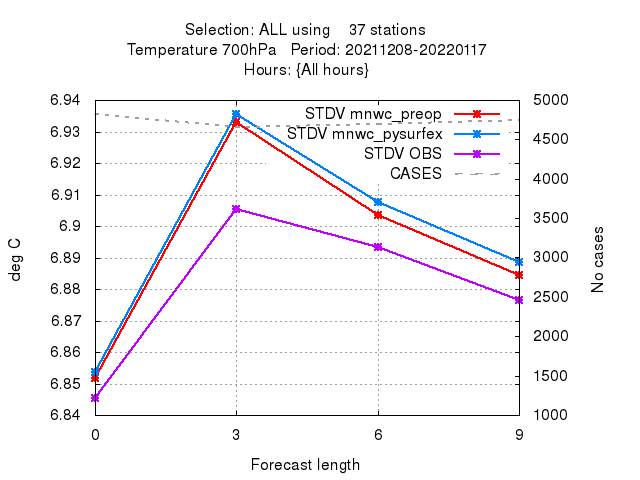 Selection: ALL using 37 stations
Temperature 700hPa Period: 20211208-20220117
Hours: {All hours}
STDV mnwc_preop
STDV mnwc_pysurfex
STDV OBS
CASES
6.94
6.93
6.92
6.91
6.9
6.89
6.88
6.87
6.86
6.85
6.84
deg C
5000
4500
4000
3500
3000
2500
2000
1500
1000
No cases
0 3 6 9
Forecast length